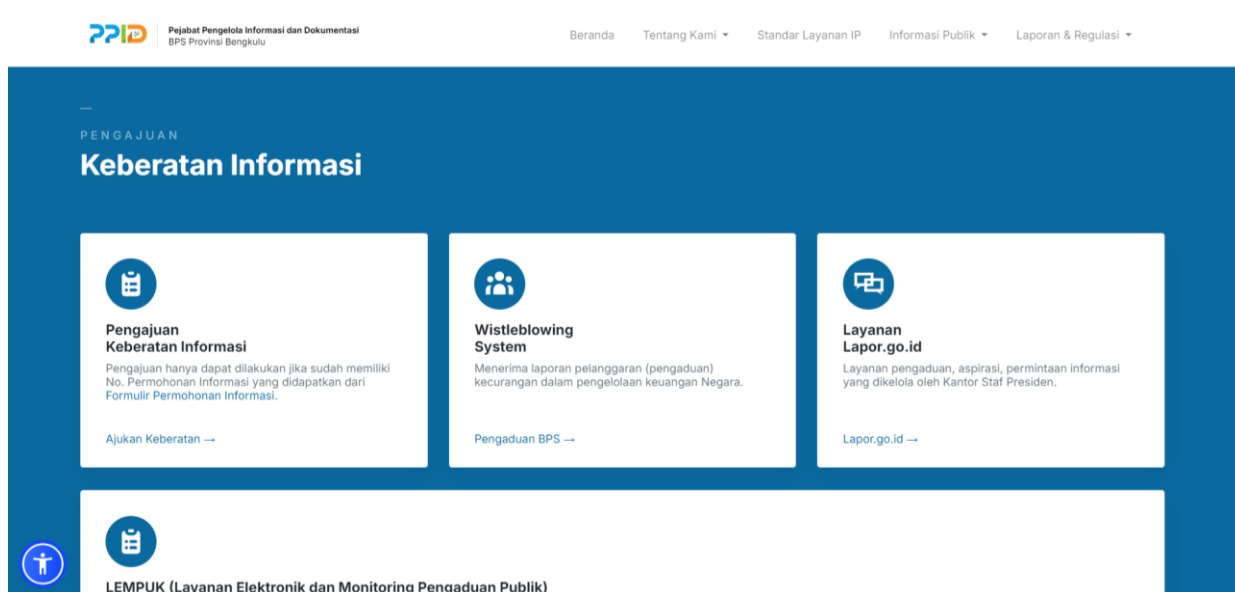 PPID
Pejabat Pengelola Informasi dan Dokumentasi
BPS Provinsi Bengkulu
Beranda
Tentang Kami
Standar Layanan IP
Informasi Publik
Laporan & Regulasi
PENGAJUAN
Keberatan Informasi
Pengajuan
Keberatan Informasi
Pengajuan hanya dapat dilakukan jika sudah memiliki
No. Permohonan Informasi yang didapatkan dari
Formulir Permohonan Informasi.
Ajukan Keberatan →
Wistleblowing
System
Menerima laporan pelanggaran (pengaduan)
kecurangan dalam pengelolaan keuangan Negara.
Pengaduan BPS →
Layanan
Lapor.go.id
Layanan pengaduan, aspirasi, permintaan informasi
yang dikelola oleh Kantor Staf Presiden.
Lapor.go.id →
LEMPUK (Layanan Elektronik dan Monitoring Pengaduan Publik)